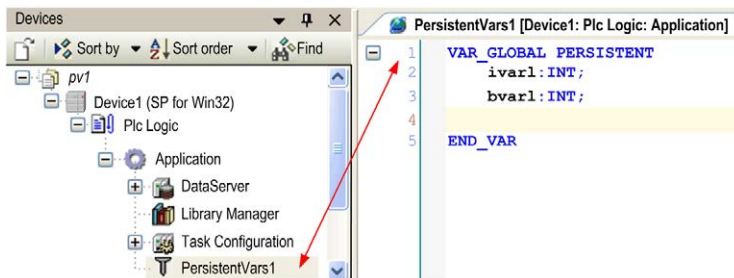 Devices
Sort by Sort order Find
pv1
Device1 (SP for Win32)
Plc Logic
Application
DataServer
Library Manager
Task Configuration
PersistentVars1
PersistentVars1 [Device1: Plc Logic: Application]
1 VAR_GLOBAL PERSISTENT
2 ivar1:INT;
3 bvar1:INT;
4
5 END_VAR